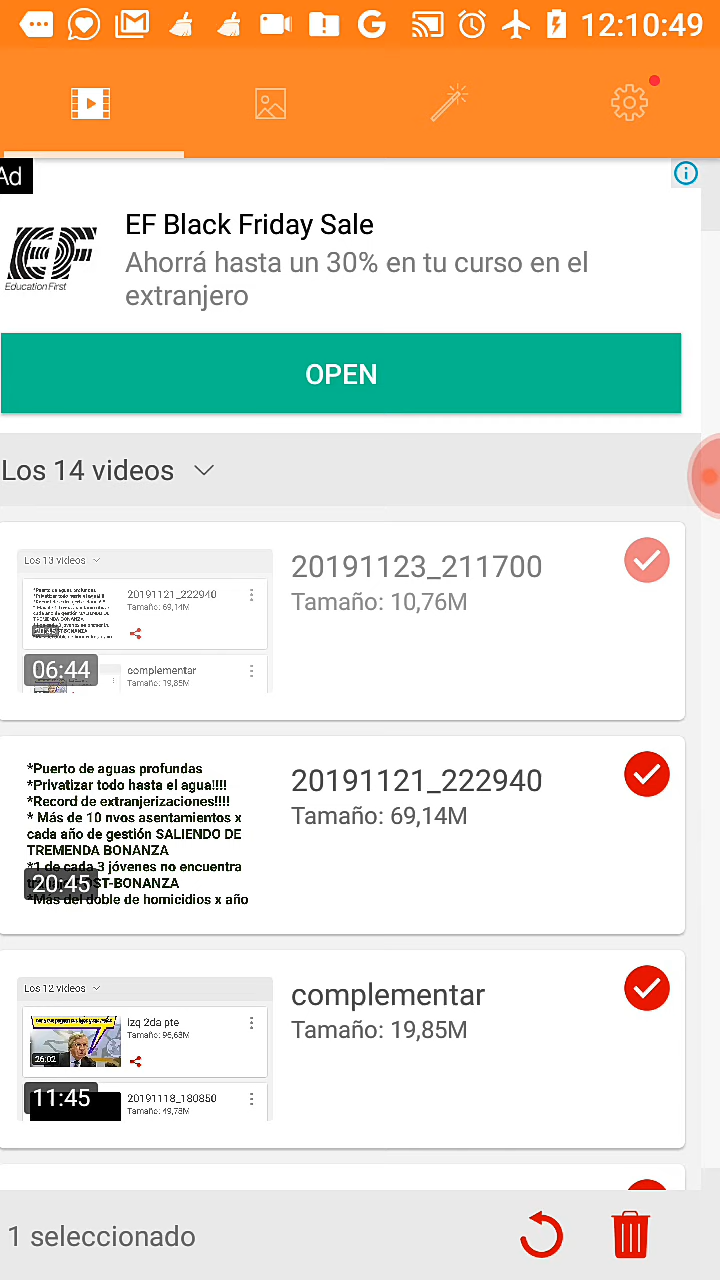 12:10:49
Ad
EF Black Friday Sale
Ahorrá hasta un 30% en tu curso en el
extranjero
EF
Education First
OPEN
Los 14 videos
Los 13 videos
20191121_222940
Tamaño: 69,14M
complementar
Tamaño: 19,85M
06:44
20191123_211700
Tamaño: 10,76M
*Puerto de aguas profundas
*Privatizar todo hasta el agua!!!!
*Record de extranjerizaciones!!!!
* Más de 10 nvos asentamientos x
cada año de gestión SALIENDO DE
TREMENDA BONANZA
*1 de cada 3 jóvenes no encuentra
ST-BONANZA
*Más del doble de homicidios x año
20:45
20191121_222940
Tamaño: 69,14M
Los 12 videos
Izq 2da pte
Tamaño: 95,63M
26:02
20191118_180850
Tamaño: 49,73M
11:45
complementar
Tamaño: 19,85M
1 seleccionado